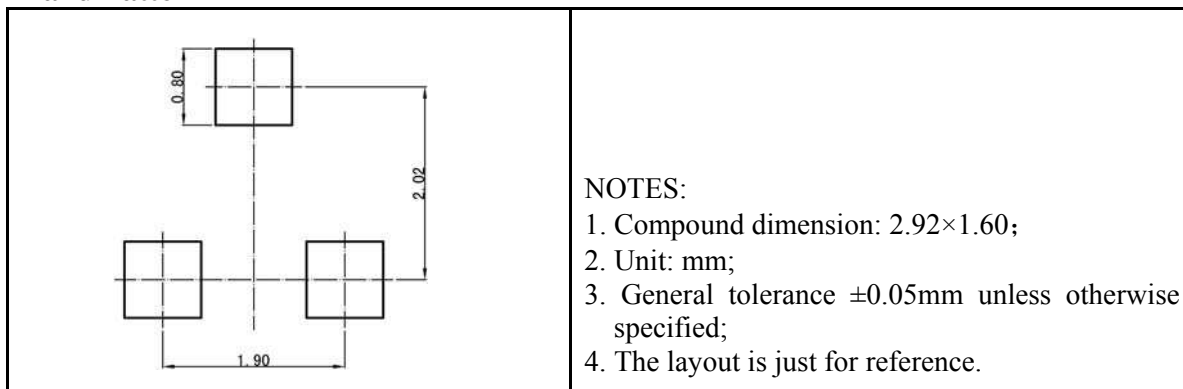 0.80
2.02
1.90
NOTES:
1. Compound dimension: 2.92×1.60；
2. Unit: mm;
3. General tolerance ±0.05mm unless otherwise
specified;
4. The layout is just for reference.